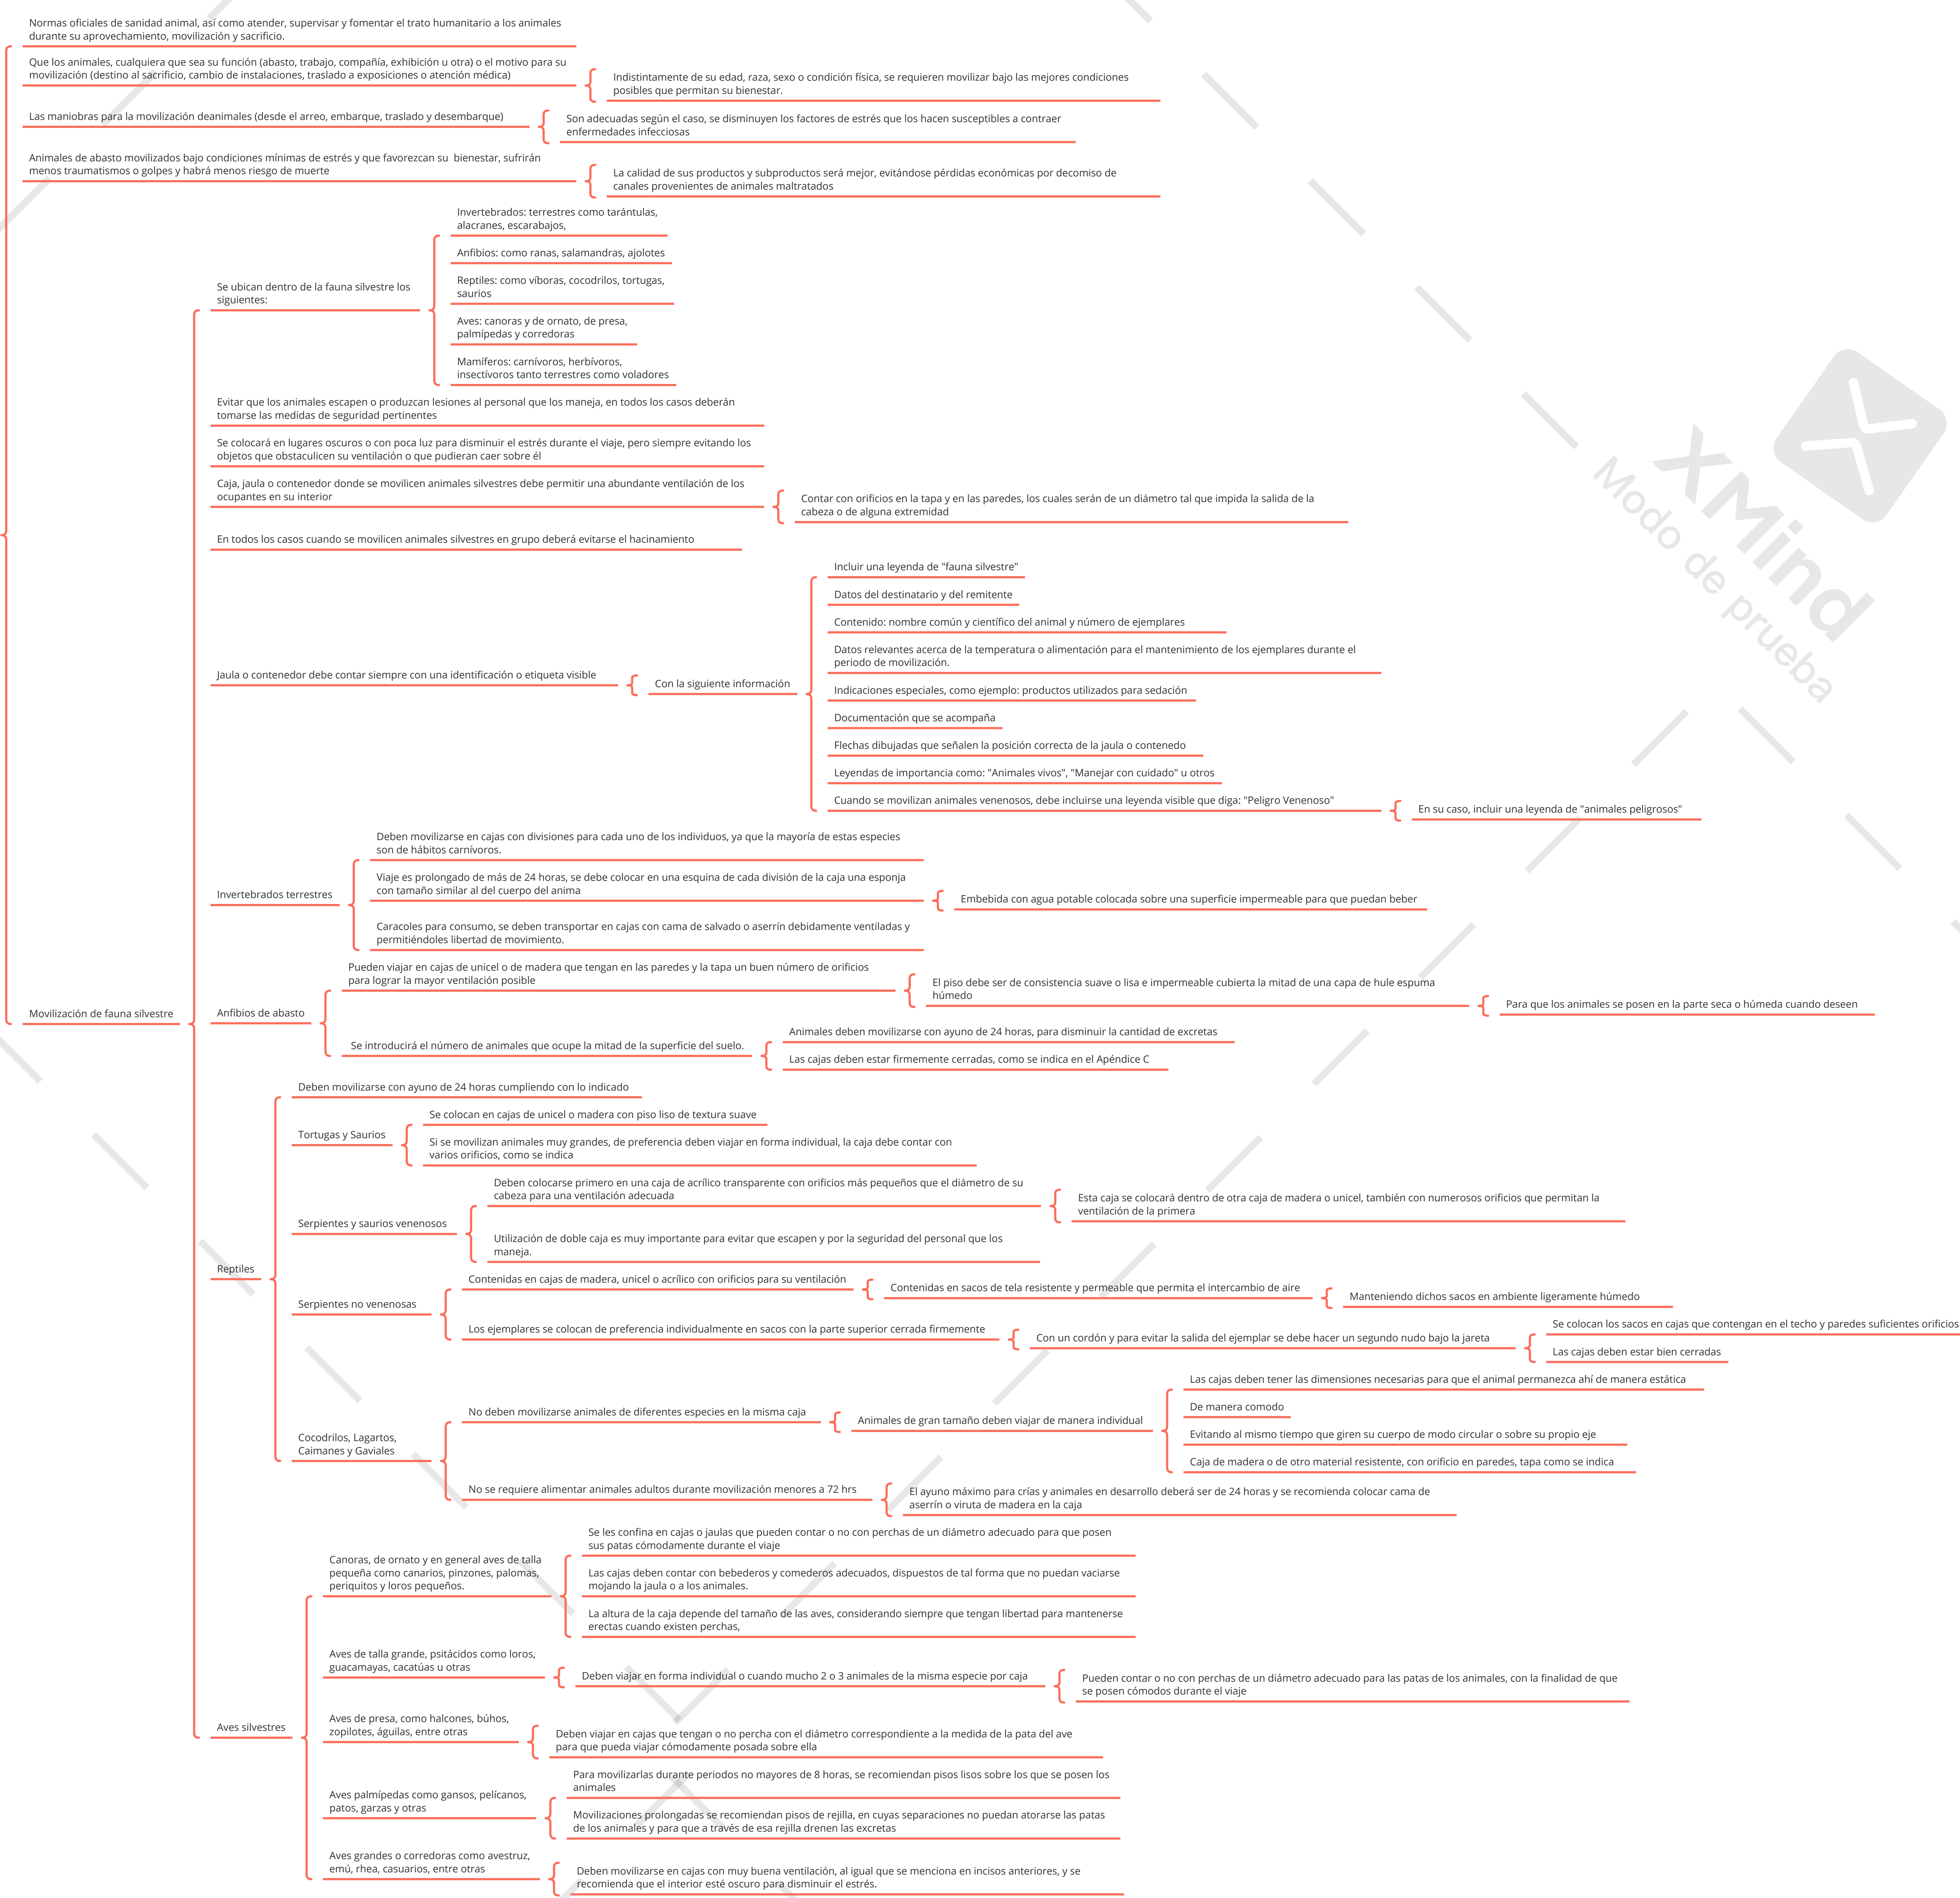 Normas oficiales de sanidad animal, así como atender, supervisar y fomentar el trato humanitario a los animales
durante su aprovechamiento, movilización y sacrificio.
Que los animales, cualquiera que sea su función (abasto, trabajo, compañía, exhibición u otra) o el motivo para su
movilización (destino al sacrificio, cambio de instalaciones, traslado a exposiciones o atención médica)
Indistintamente de su edad, raza, sexo o condición física, se requieren movilizar bajo las mejores condiciones
posibles que permitan su bienestar.
Las maniobras para la movilización deanimales (desde el arreo, embarque, traslado y desembarque)
Son adecuadas según el caso, se disminuyen los factores de estrés que los hacen susceptibles a contraer
enfermedades infecciosas
Animales de abasto movilizados bajo condiciones mínimas de estrés y que favorezcan su  bienestar, sufrirán
menos traumatismos o golpes y habrá menos riesgo de muerte
La calidad de sus productos y subproductos será mejor, evitándose pérdidas económicas por decomiso de
canales provenientes de animales maltratados
Movilización de fauna silvestre
Se ubican dentro de la fauna silvestre los
siguientes:
Invertebrados: terrestres como tarántulas,
alacranes, escarabajos,
Anfibios: como ranas, salamandras, ajolotes
Reptiles: como víboras, cocodrilos, tortugas,
saurios
Aves: canoras y de ornato, de presa,
palmípedas y corredoras
Mamíferos: carnívoros, herbívoros,
insectívoros tanto terrestres como voladores
Evitar que los animales escapen o produzcan lesiones al personal que los maneja, en todos los casos deberán
tomarse las medidas de seguridad pertinentes
Se colocará en lugares oscuros o con poca luz para disminuir el estrés durante el viaje, pero siempre evitando los
objetos que obstaculicen su ventilación o que pudieran caer sobre él
Caja, jaula o contenedor donde se movilicen animales silvestres debe permitir una abundante ventilación de los
ocupantes en su interior
Contar con orificios en la tapa y en las paredes, los cuales serán de un diámetro tal que impida la salida de la
cabeza o de alguna extremidad
En todos los casos cuando se movilicen animales silvestres en grupo deberá evitarse el hacinamiento
Jaula o contenedor debe contar siempre con una identificación o etiqueta visible
Con la siguiente información
Incluir una leyenda de "fauna silvestre"
Datos del destinatario y del remitente
Contenido: nombre común y científico del animal y número de ejemplares
Datos relevantes acerca de la temperatura o alimentación para el mantenimiento de los ejemplares durante el
periodo de movilización.
Indicaciones especiales, como ejemplo: productos utilizados para sedación
Documentación que se acompaña
Flechas dibujadas que señalen la posición correcta de la jaula o contenedo
Leyendas de importancia como: "Animales vivos", "Manejar con cuidado" u otros
Cuando se movilizan animales venenosos, debe incluirse una leyenda visible que diga: "Peligro Venenoso"
En su caso, incluir una leyenda de "animales peligrosos"
Invertebrados terrestres
Deben movilizarse en cajas con divisiones para cada uno de los individuos, ya que la mayoría de estas especies
son de hábitos carnívoros.
Viaje es prolongado de más de 24 horas, se debe colocar en una esquina de cada división de la caja una esponja
con tamaño similar al del cuerpo del anima
Embebida con agua potable colocada sobre una superficie impermeable para que puedan beber
Caracoles para consumo, se deben transportar en cajas con cama de salvado o aserrín debidamente ventiladas y
permitiéndoles libertad de movimiento.
Anfibios de abasto
Pueden viajar en cajas de unicel o de madera que tengan en las paredes y la tapa un buen número de orificios
para lograr la mayor ventilación posible
El piso debe ser de consistencia suave o lisa e impermeable cubierta la mitad de una capa de hule espuma
húmedo
Para que los animales se posen en la parte seca o húmeda cuando deseen
Se introducirá el número de animales que ocupe la mitad de la superficie del suelo.
Animales deben movilizarse con ayuno de 24 horas, para disminuir la cantidad de excretas
Las cajas deben estar firmemente cerradas, como se indica en el Apéndice C
Reptiles
Deben movilizarse con ayuno de 24 horas cumpliendo con lo indicado
Tortugas y Saurios
Se colocan en cajas de unicel o madera con piso liso de textura suave
Si se movilizan animales muy grandes, de preferencia deben viajar en forma individual, la caja debe contar con
varios orificios, como se indica
Serpientes y saurios venenosos
Deben colocarse primero en una caja de acrílico transparente con orificios más pequeños que el diámetro de su
cabeza para una ventilación adecuada
Esta caja se colocará dentro de otra caja de madera o unicel, también con numerosos orificios que permitan la
ventilación de la primera
Utilización de doble caja es muy importante para evitar que escapen y por la seguridad del personal que los
maneja.
Serpientes no venenosas
Contenidas en cajas de madera, unicel o acrílico con orificios para su ventilación
Contenidas en sacos de tela resistente y permeable que permita el intercambio de aire
Manteniendo dichos sacos en ambiente ligeramente húmedo
Los ejemplares se colocan de preferencia individualmente en sacos con la parte superior cerrada firmemente
Con un cordón y para evitar la salida del ejemplar se debe hacer un segundo nudo bajo la jareta
Se colocan los sacos en cajas que contengan en el techo y paredes suficientes orificios
Las cajas deben estar bien cerradas
Cocodrilos, Lagartos,
Caimanes y Gaviales
No deben movilizarse animales de diferentes especies en la misma caja
Animales de gran tamaño deben viajar de manera individual
Las cajas deben tener las dimensiones necesarias para que el animal permanezca ahí de manera estática
De manera comodo
Evitando al mismo tiempo que giren su cuerpo de modo circular o sobre su propio eje
Caja de madera o de otro material resistente, con orificio en paredes, tapa como se indica
No se requiere alimentar animales adultos durante movilización menores a 72 hrs
El ayuno máximo para crías y animales en desarrollo deberá ser de 24 horas y se recomienda colocar cama de
aserrín o viruta de madera en la caja
Aves silvestres
Canoras, de ornato y en general aves de talla
pequeña como canarios, pinzones, palomas,
periquitos y loros pequeños.
Se les confina en cajas o jaulas que pueden contar o no con perchas de un diámetro adecuado para que posen
sus patas cómodamente durante el viaje
Las cajas deben contar con bebederos y comederos adecuados, dispuestos de tal forma que no puedan vaciarse
mojando la jaula o a los animales.
La altura de la caja depende del tamaño de las aves, considerando siempre que tengan libertad para mantenerse
erectas cuando existen perchas,
Aves de talla grande, psitácidos como loros,
guacamayas, cacatúas u otras
Deben viajar en forma individual o cuando mucho 2 o 3 animales de la misma especie por caja
Pueden contar o no con perchas de un diámetro adecuado para las patas de los animales, con la finalidad de que
se posen cómodos durante el viaje
Aves de presa, como halcones, búhos,
zopilotes, águilas, entre otras
Deben viajar en cajas que tengan o no percha con el diámetro correspondiente a la medida de la pata del ave
para que pueda viajar cómodamente posada sobre ella
Aves palmípedas como gansos, pelícanos,
patos, garzas y otras
Para movilizarlas durante periodos no mayores de 8 horas, se recomiendan pisos lisos sobre los que se posen los
animales
Movilizaciones prolongadas se recomiendan pisos de rejilla, en cuyas separaciones no puedan atorarse las patas
de los animales y para que a través de esa rejilla drenen las excretas
Aves grandes o corredoras como avestruz,
emú, rhea, casuarios, entre otras
Deben movilizarse en cajas con muy buena ventilación, al igual que se menciona en incisos anteriores, y se
recomienda que el interior esté oscuro para disminuir el estrés.
XMind
Modo de prueba